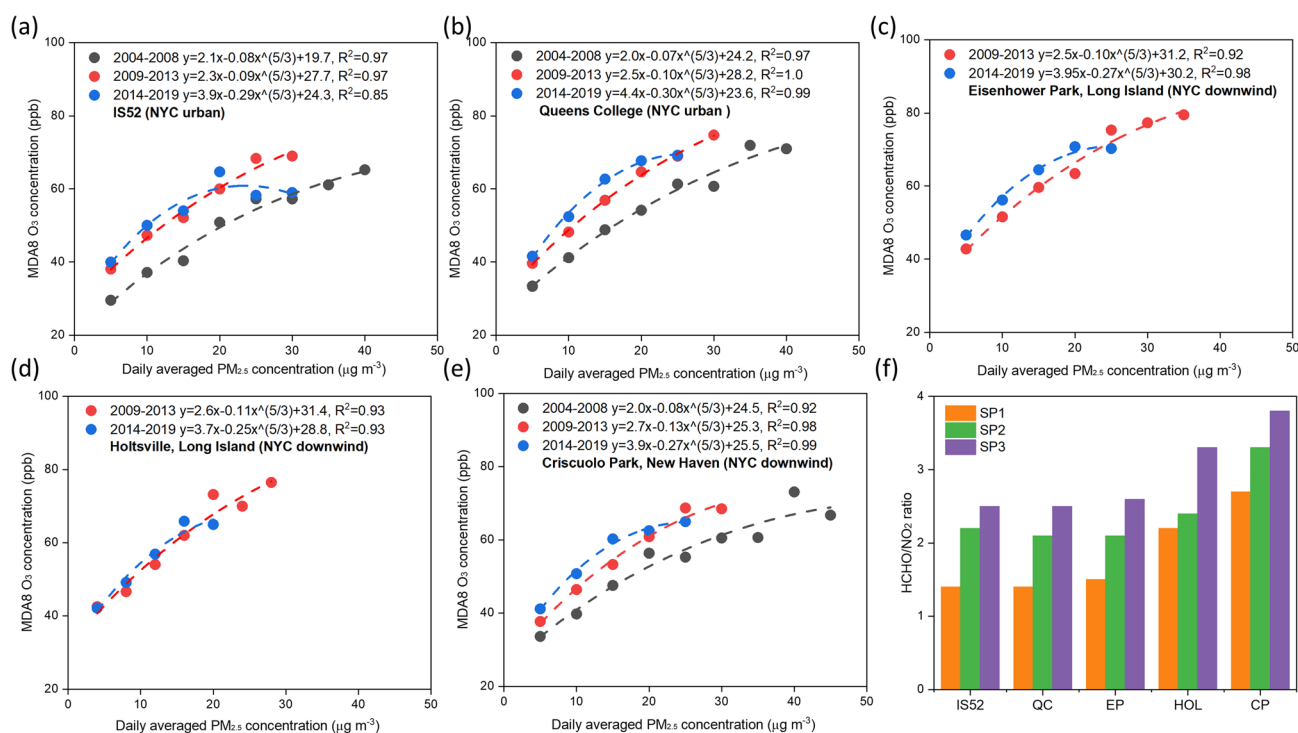 (a)
100
80
60
40
20
MDA8 O₃ concentration (ppb)
2004-2008 y=2.1x-0.08x^(5/3)+19.7, R²=0.97
2009-2013 y=2.3x-0.09x^(5/3)+27.7, R²=0.97
2014-2019 y=3.9x-0.29x^(5/3)+24.3, R²=0.85
IS52 (NYC urban)
0 10 20 30 40 50
Daily averaged PM₂.₅ concentration (μg m⁻³)
(b)
100
80
60
40
20
MDA8 O₃ concentration (ppb)
2004-2008 y=2.0x-0.07x^(5/3)+24.2, R²=0.97
2009-2013 y=2.5x-0.10x^(5/3)+28.2, R²=1.0
2014-2019 y=4.4x-0.30x^(5/3)+23.6, R²=0.99
Queens College (NYC urban )
0 10 20 30 40 50
Daily averaged PM₂.₅ concentration (μg m⁻³)
(c)
100
80
60
40
20
MDA8 O₃ concentration (ppb)
2009-2013 y=2.5x-0.10x^(5/3)+31.2, R²=0.92
2014-2019 y=3.95x-0.27x^(5/3)+30.2, R²=0.98
Eisenhower Park, Long Island (NYC downwind)
0 10 20 30 40 50
Daily averaged PM₂.₅ concentration (μg m⁻³)
(d)
100
80
60
40
20
MDA8 O₃ concentration (ppb)
2009-2013 y=2.6x-0.11x^(5/3)+31.4, R²=0.93
2014-2019 y=3.7x-0.25x^(5/3)+28.8, R²=0.93
Holtsville, Long Island (NYC downwind)
0 10 20 30 40 50
Daily averaged PM₂.₅ concentration (μg m⁻³)
(e)
100
80
60
40
20
MDA8 O₃ concentration (ppb)
2004-2008 y=2.0x-0.08x^(5/3)+24.5, R²=0.92
2009-2013 y=2.7x-0.13x^(5/3)+25.3, R²=0.98
2014-2019 y=3.9x-0.27x^(5/3)+25.5, R²=0.99
Criscuolo Park, New Haven (NYC downwind)
0 10 20 30 40 50
Daily averaged PM₂.₅ concentration (μg m⁻³)
(f)
4
3
2
1
0
HCHO/NO₂ ratio
SP1
SP2
SP3
IS52 QC EP HOL CP